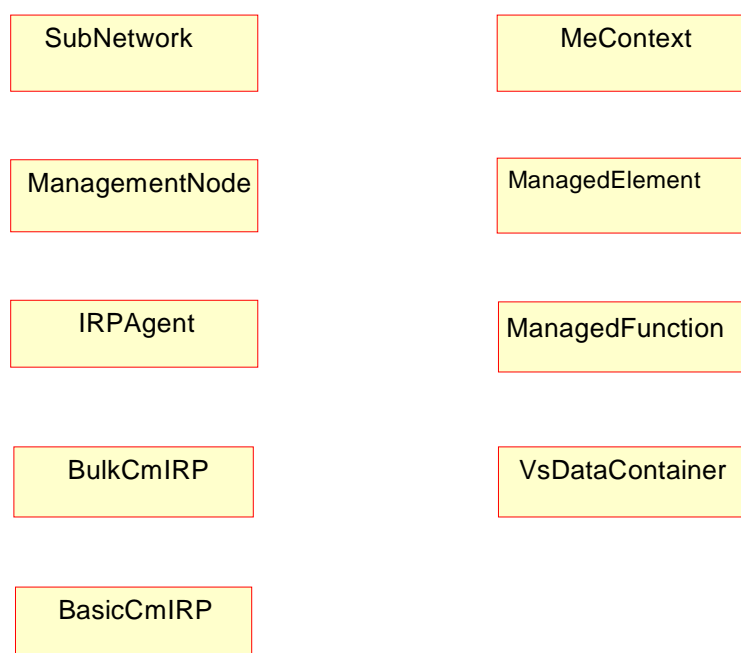 SubNetwork
MeContext
ManagementNode
ManagedElement
IRPAgent
ManagedFunction
BulkCmIRP
VsDataContainer
BasicCmIRP